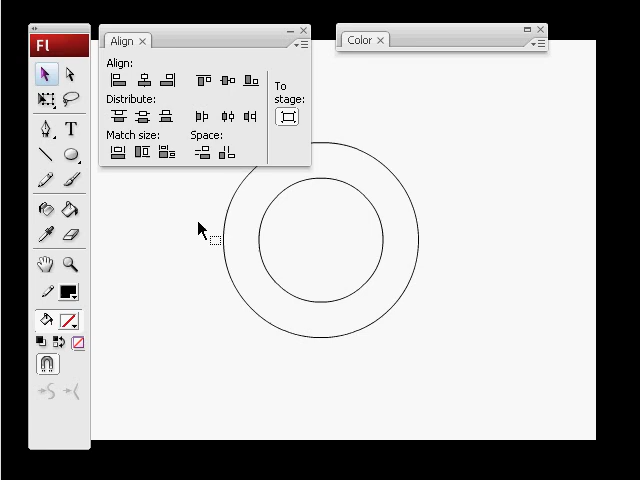 Fl
Align
Color
Align:
To
stage:
Distribute:
Match size:
Space:
T